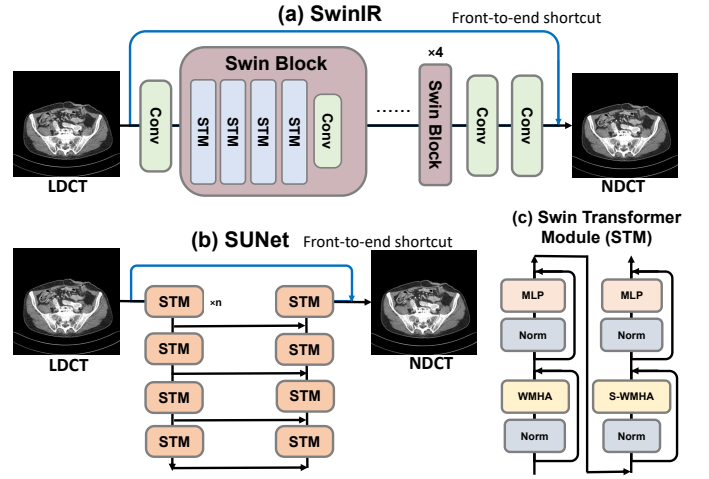 (a) SwinIR
Front-to-end shortcut
Swin Block
×4
Conv
STM
STM
STM
STM
Conv
......
Swin Block
Conv
Conv
LDCT
NDCT
(b) SUNet
Front-to-end shortcut
STM
×n
STM
STM
STM
STM
STM
STM
STM
LDCT
NDCT
(c) Swin Transformer
Module (STM)
MLP
MLP
Norm
Norm
WMHA
S-WMHA
Norm
Norm